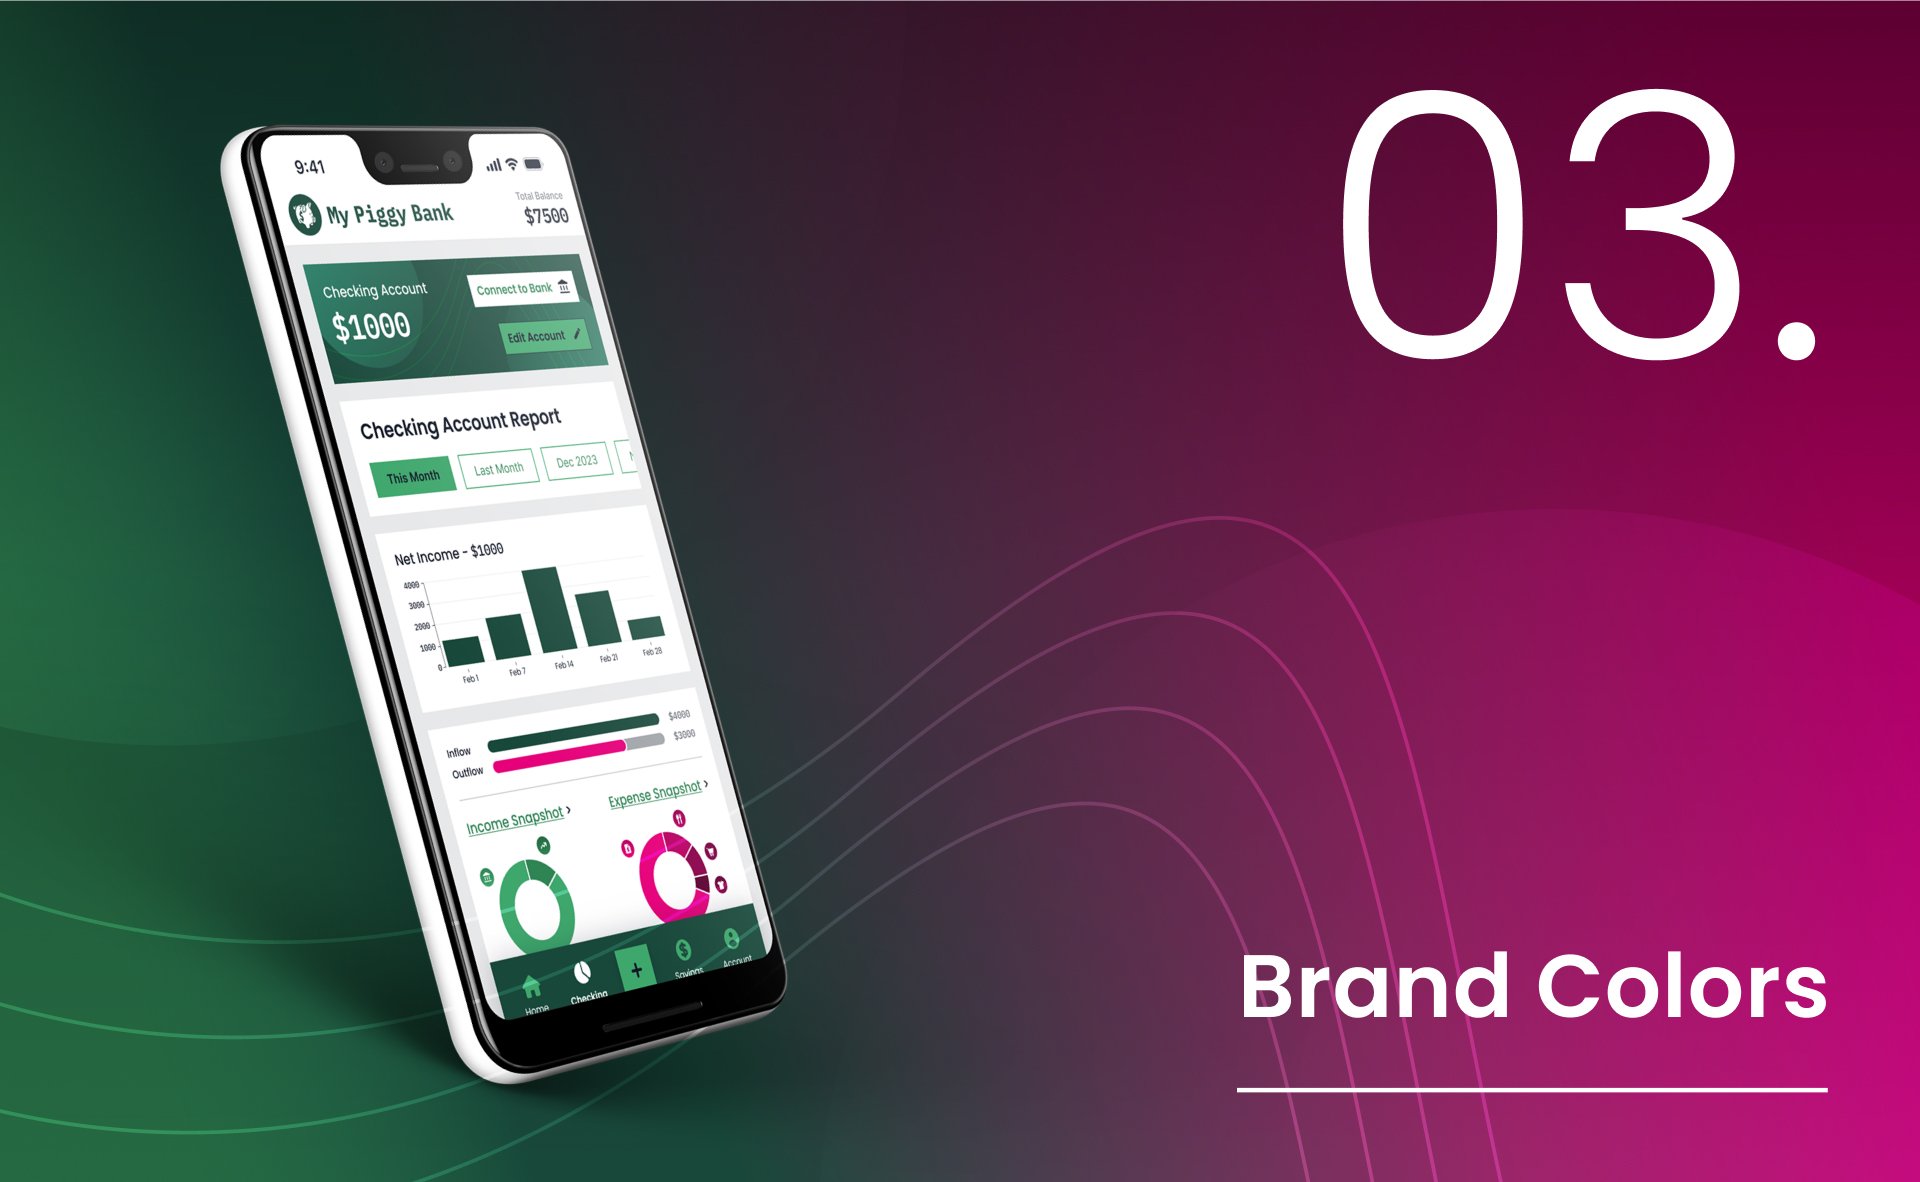 03.
Brand Colors
9:41
My Piggy Bank
Total Balance
$7500
Checking Account
$1000
Connect to Bank
Edit Account
Checking Account Report
This Month
Last Month
Dec 2023
N
Net Income - $1000
4000
3000
2000
1000
0
Feb 1
Feb 7
Feb 14
Feb 21
Feb 28
Inflow
$4000
Outflow
$3000
Income Snapshot ›
Expense Snapshot ›
Home
Checking
+
Savings
Account